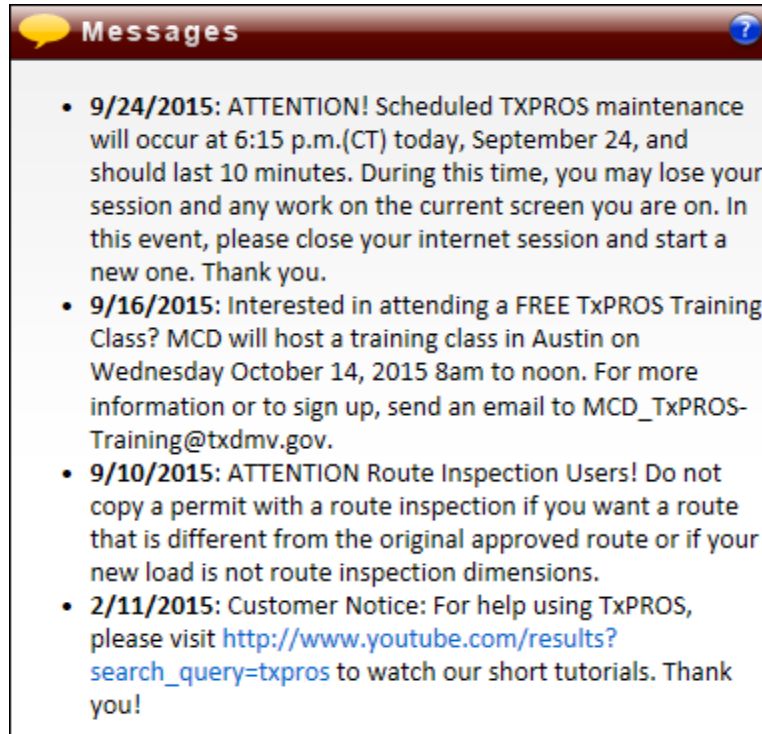 Messages
?
• 9/24/2015: ATTENTION! Scheduled TXPROS maintenance
will occur at 6:15 p.m.(CT) today, September 24, and
should last 10 minutes. During this time, you may lose your
session and any work on the current screen you are on. In
this event, please close your internet session and start a
new one. Thank you.
• 9/16/2015: Interested in attending a FREE TxPROS Training
Class? MCD will host a training class in Austin on
Wednesday October 14, 2015 8am to noon. For more
information or to sign up, send an email to MCD_TxPROS-
Training@txdmv.gov.
• 9/10/2015: ATTENTION Route Inspection Users! Do not
copy a permit with a route inspection if you want a route
that is different from the original approved route or if your
new load is not route inspection dimensions.
• 2/11/2015: Customer Notice: For help using TxPROS,
please visit http://www.youtube.com/results?
search_query=txpros to watch our short tutorials. Thank
you!